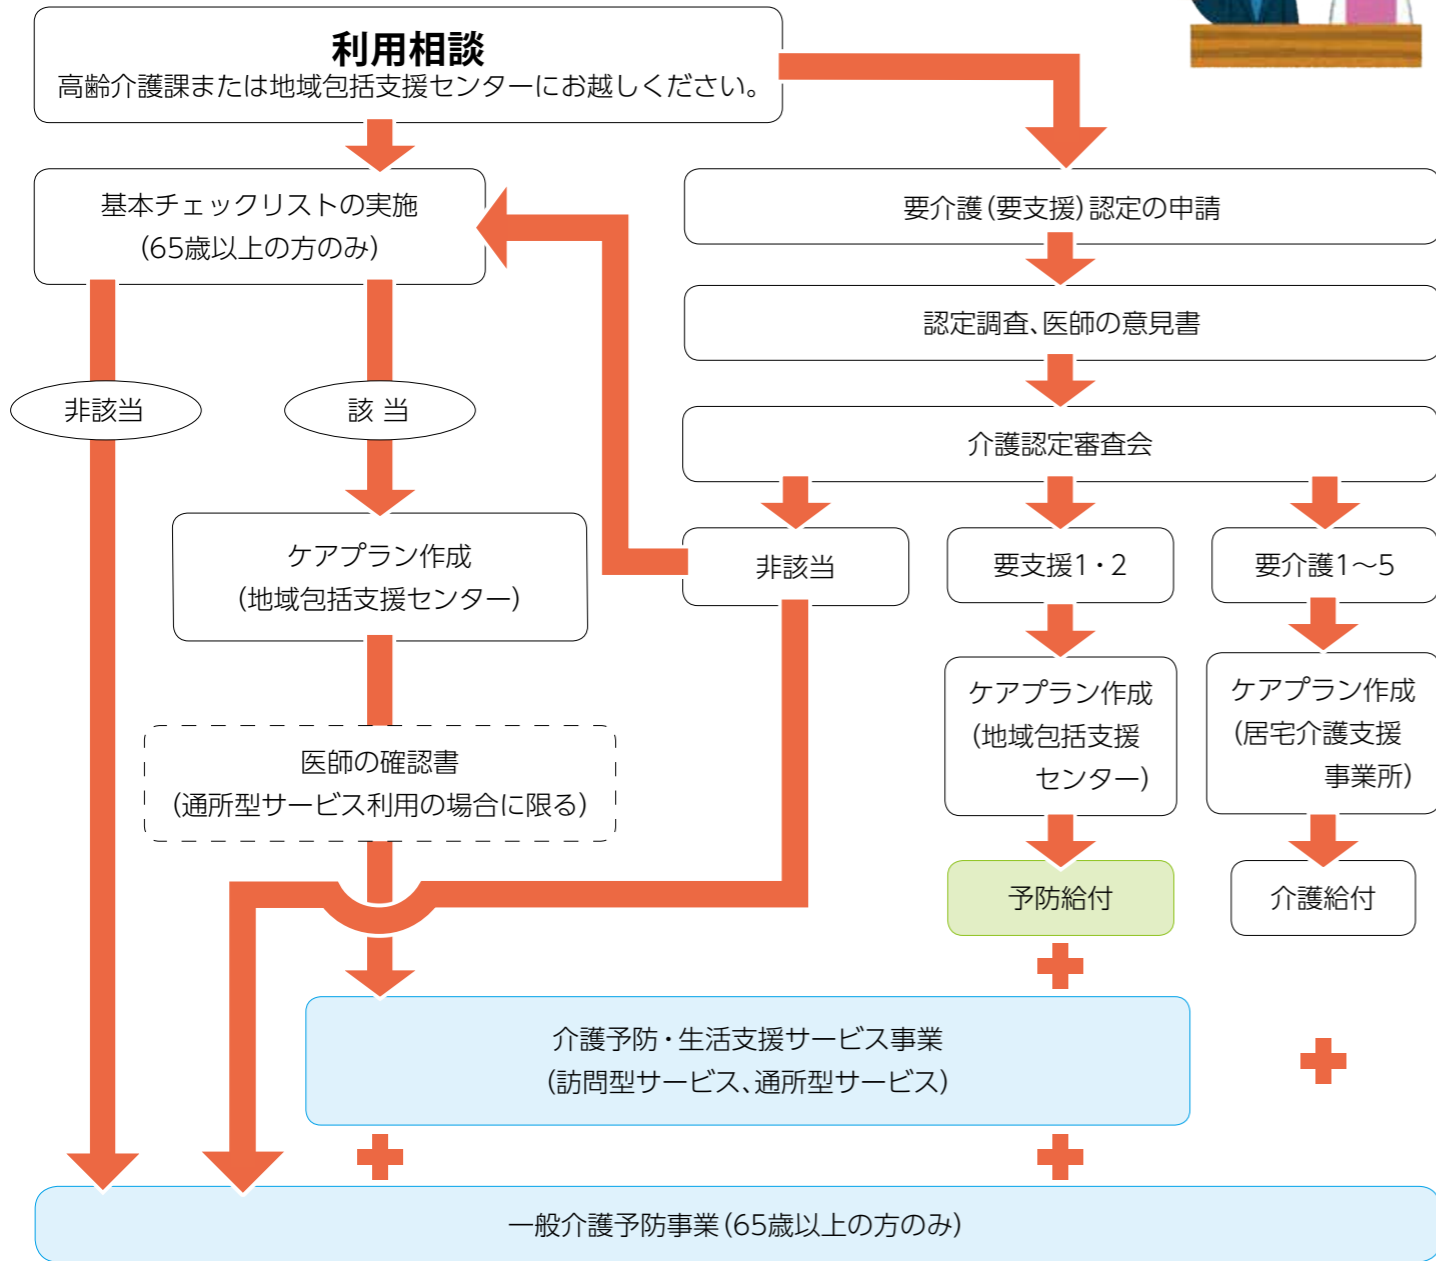 利用相談
高齢介護課または地域包括支援センターにお越しください。
基本チェックリストの実施
(65歳以上の方のみ)
非該当
該 当
ケアプラン作成
(地域包括支援センター)
医師の確認書
(通所型サービス利用の場合に限る)
要介護(要支援)認定の申請
認定調査、医師の意見書
介護認定審査会
非該当
要支援1・2
要介護1〜5
ケアプラン作成
(地域包括支援
センター)
ケアプラン作成
(居宅介護支援
事業所)
予防給付
介護給付
介護予防・生活支援サービス事業
(訪問型サービス、通所型サービス)
一般介護予防事業(65歳以上の方のみ)